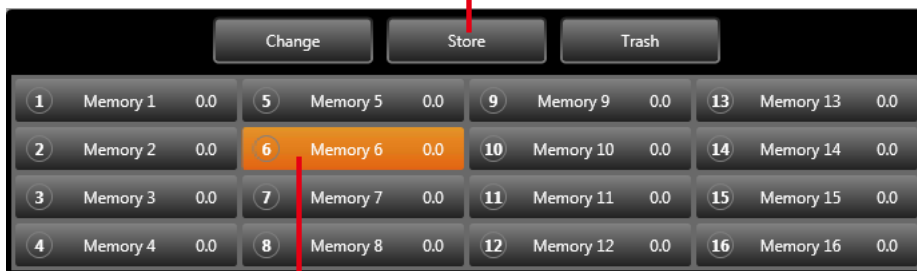 Change Store Trash
1 Memory 1 0.0 5 Memory 5 0.0 9 Memory 9 0.0 13 Memory 13 0.0
2 Memory 2 0.0 6 Memory 6 0.0 10 Memory 10 0.0 14 Memory 14 0.0
3 Memory 3 0.0 7 Memory 7 0.0 11 Memory 11 0.0 15 Memory 15 0.0
4 Memory 4 0.0 8 Memory 8 0.0 12 Memory 12 0.0 16 Memory 16 0.0